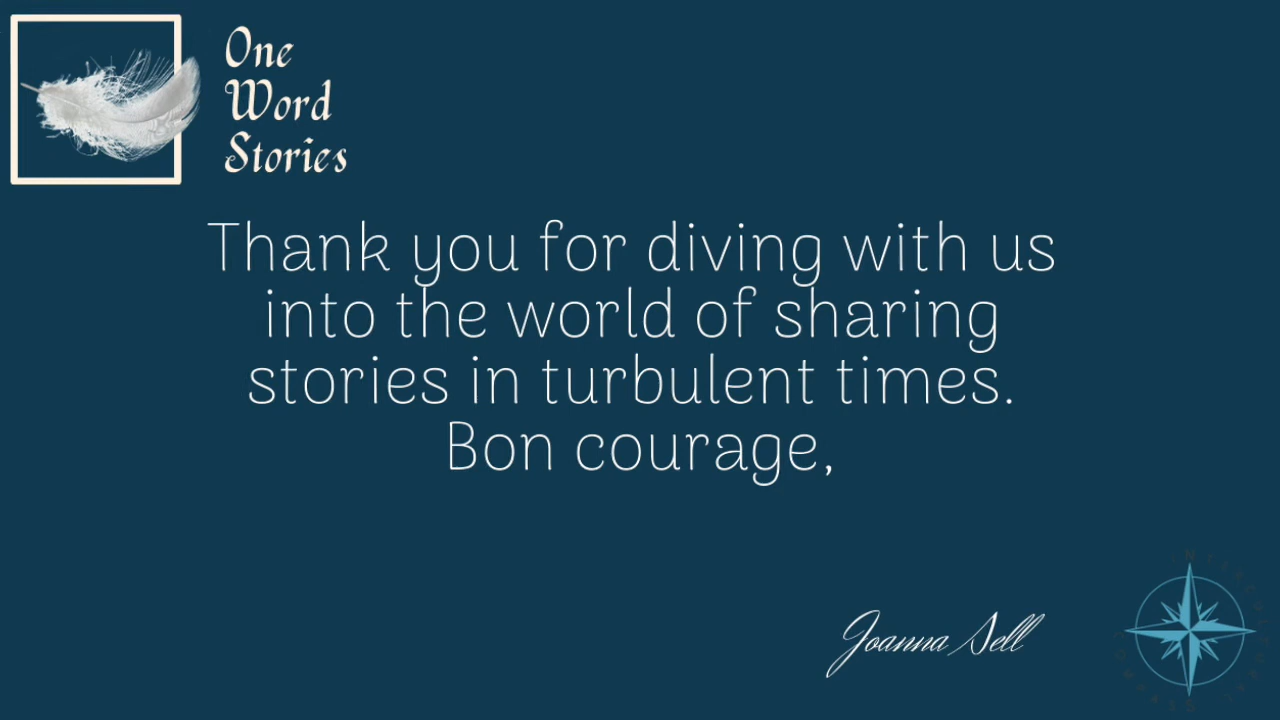 One
Word
Stories
Thank you for diving with us
into the world of sharing
stories in turbulent times.
Bon courage,
Joanna Sell